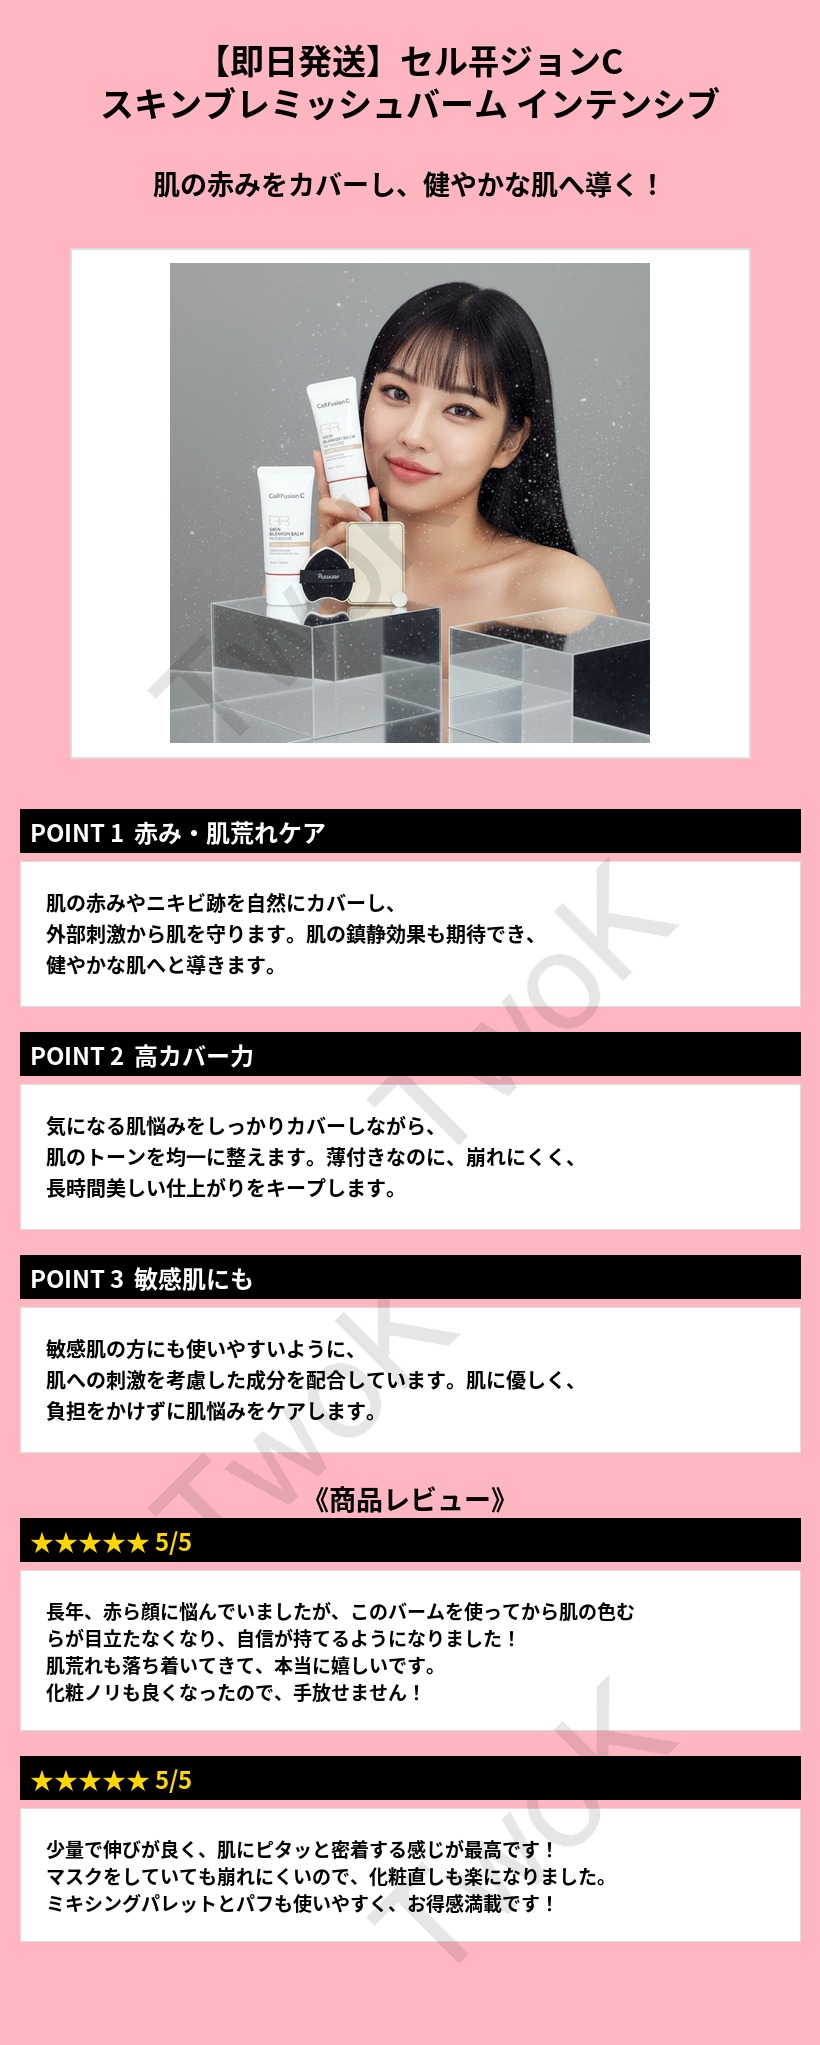 【即日発送】セル퓨ジョンC
スキンブレミッシュバーム インテンシブ
肌の赤みをカバーし、健やかな肌へ導く！
Cell Fusion C
SKIN
BLEMISH BALM
INTENSIVE
Cell Fusion C
BB
SKIN
BLEMISH BALM
INTENSIVE
TwoK
POINT 1 赤み・肌荒れケア
肌の赤みやニキビ跡を自然にカバーし、
外部刺激から肌を守ります。肌の鎮静効果も期待でき、
健やかな肌へと導きます。
TwoK
POINT 2 高カバー力
気になる肌悩みをしっかりカバーしながら、
肌のトーンを均一に整えます。薄付きなのに、崩れにくく、
長時間美しい仕上がりをキープします。
POINT 3 敏感肌にも
敏感肌の方にも使いやすいように、
肌への刺激を考慮した成分を配合しています。肌に優しく、
負担をかけずに肌悩みをケアします。
TwoK
《商品レビュー》
★★★★★ 5/5
長年、赤ら顔に悩んでいましたが、このバームを使ってから肌の色む
らが目立たなくなり、自信が持てるようになりました！
肌荒れも落ち着いてきて、本当に嬉しいです。
化粧ノリも良くなったので、手放せません！
★★★★★ 5/5
少量で伸びが良く、肌にピタッと密着する感じが最高です！
マスクをしていても崩れにくいので、化粧直しも楽になりました。
ミキシングパレットとパフも使いやすく、お得感満載です！
TwoK